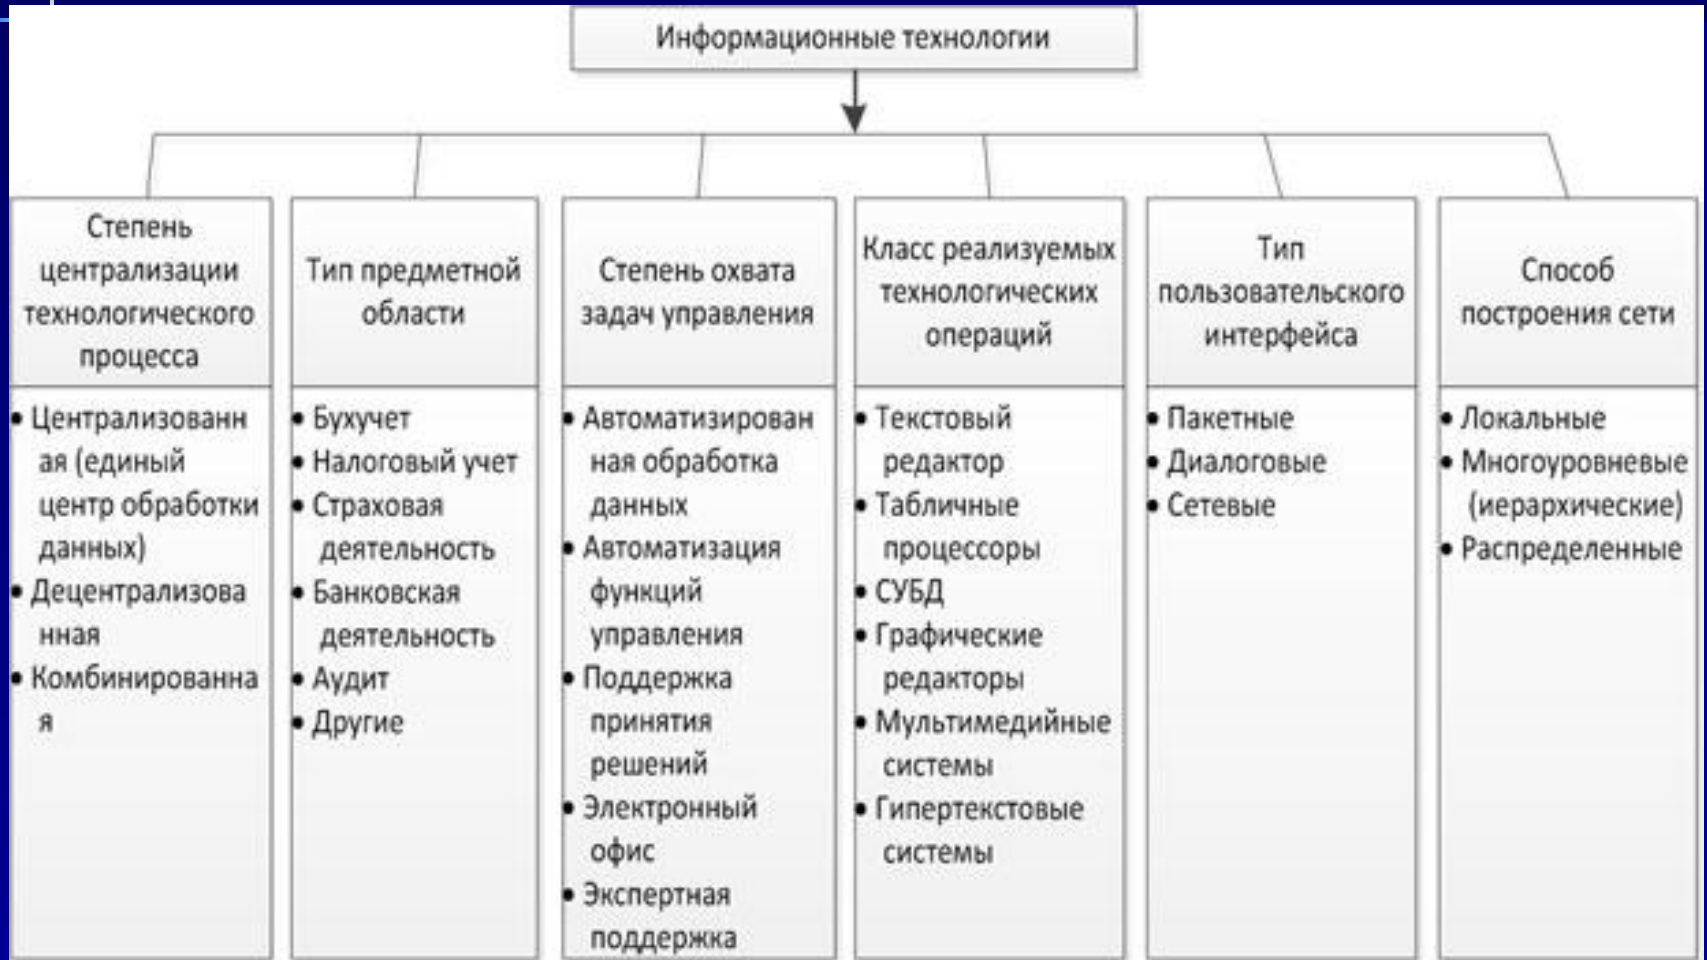 Информационные технологии
Степень
централизации
технологического
процесса
• Централизованн
ая (единый
центр обработки
данных)
• Децентрализова
нная
• Комбинированна
я
Тип предметной
области
• Бухучет
• Налоговый учет
• Страховая
деятельность
• Банковская
деятельность
• Аудит
• Другие
Степень охвата
задач управления
• Автоматизирован
ная обработка
данных
• Автоматизация
функций
управления
• Поддержка
принятия
решений
• Электронный
офис
• Экспертная
поддержка
Класс реализуемых
технологических
операций
• Текстовый
редактор
• Табличные
процессоры
• СУБД
• Графические
редакторы
• Мультимедийные
системы
• Гипертекстовые
системы
Тип
пользовательского
интерфейса
• Пакетные
• Диалоговые
• Сетевые
Способ
построения сети
• Локальные
• Многоуровневые
(иерархические)
• Распределенные